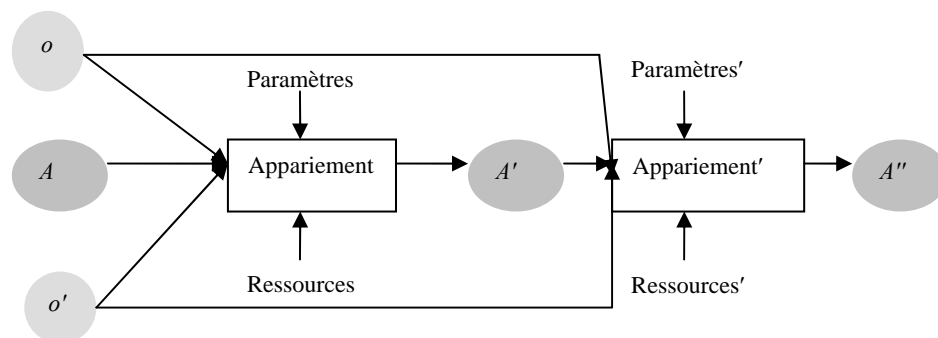 o
Paramètres
Paramètres′
A
Appariement
A′
Appariement′
A″
Ressources
Ressources′
o′